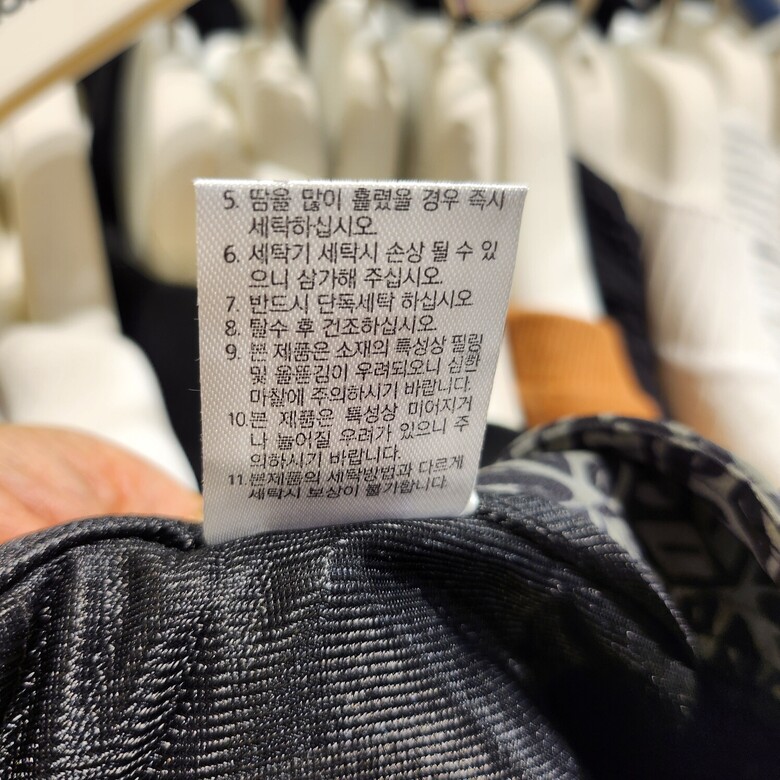 5. 땀을 많이 흘렸을 경우 즉시
세탁하십시오.
6. 세탁기 세탁시 손상 될 수 있
으니 삼가해 주십시오.
7. 반드시 단독세탁 하십시오
8. 탈수 후 건조하십시오.
9. 본 제품은 소재의 특성상 필링
및 올뜯김이 우려되오니 심한
마찰에 주의하시기 바랍니다.
10.본 제품은 특성상 미어지거
나 늘어질 우려가 있으니 주
의하시기 바랍니다.
11.본제품의 세탁방법과 다르게
세탁시 보상이 불가합니다.